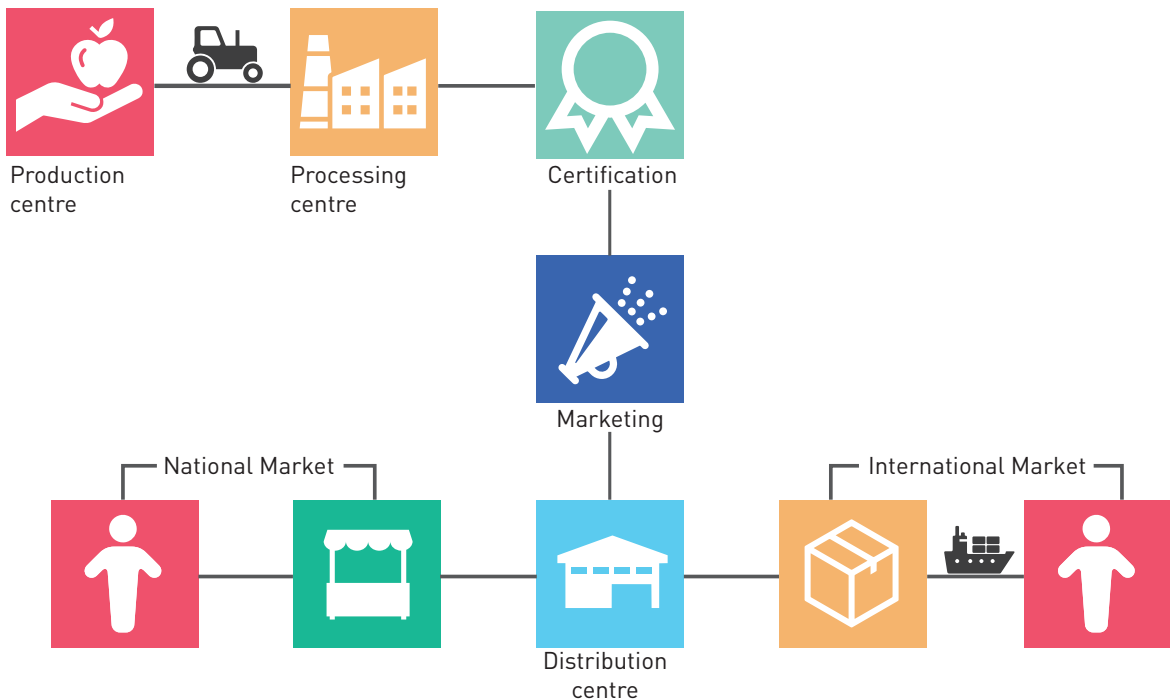 Production
centre
Processing
centre
Certification
Marketing
National Market
International Market
Distribution
centre